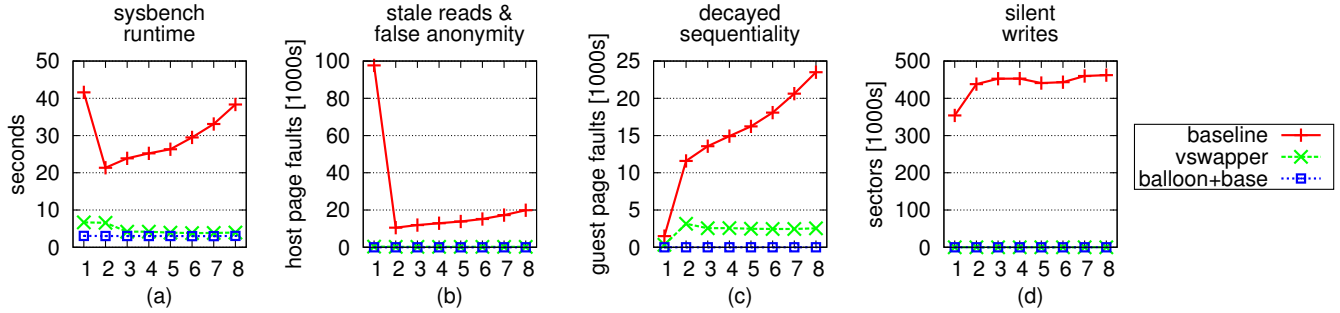 sysbench
runtime
seconds
50
40
30
20
10
0
1 2 3 4 5 6 7 8
(a)
stale reads &
false anonymity
host page faults [1000s]
100
80
60
40
20
0
1 2 3 4 5 6 7 8
(b)
decayed
sequentiality
guest page faults [1000s]
25
20
15
10
5
0
1 2 3 4 5 6 7 8
(c)
silent
writes
sectors [1000s]
500
400
300
200
100
0
1 2 3 4 5 6 7 8
(d)
baseline
vswapper
balloon+base